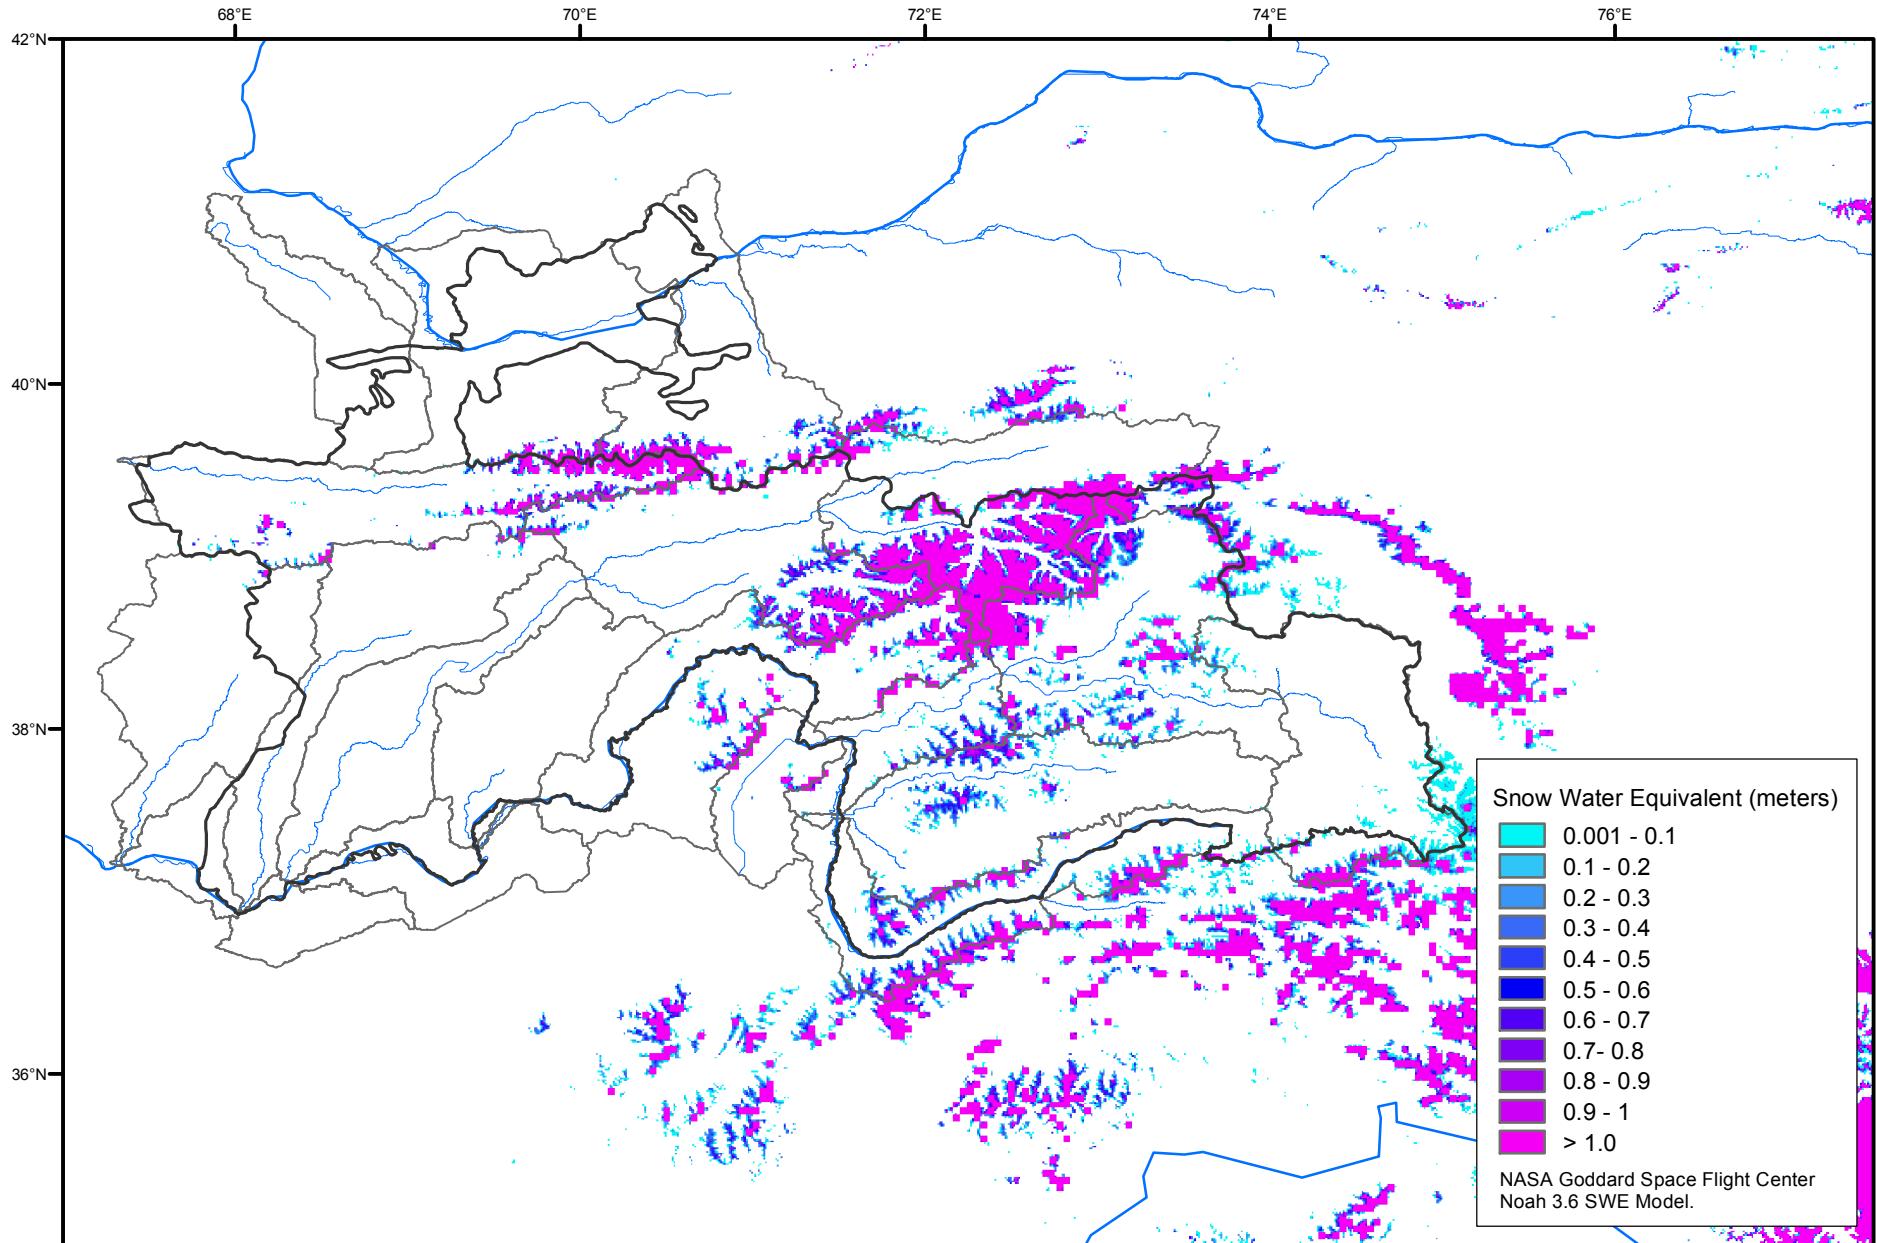 68°E 70°E 72°E 74°E 76°E
42°N
40°N
38°N
36°N
Snow Water Equivalent (meters)
0.001 - 0.1
0.1 - 0.2
0.2 - 0.3
0.3 - 0.4
0.4 - 0.5
0.5 - 0.6
0.6 - 0.7
0.7- 0.8
0.8 - 0.9
0.9 - 1
> 1.0
NASA Goddard Space Flight Center
Noah 3.6 SWE Model.